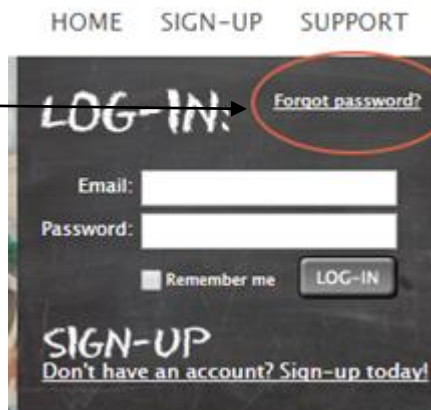 HOME SIGN-UP SUPPORT
LOG-IN: Forgot password?
Email:
Password:
Remember me LOG-IN
SIGN-UP
Don't have an account? Sign-up today!